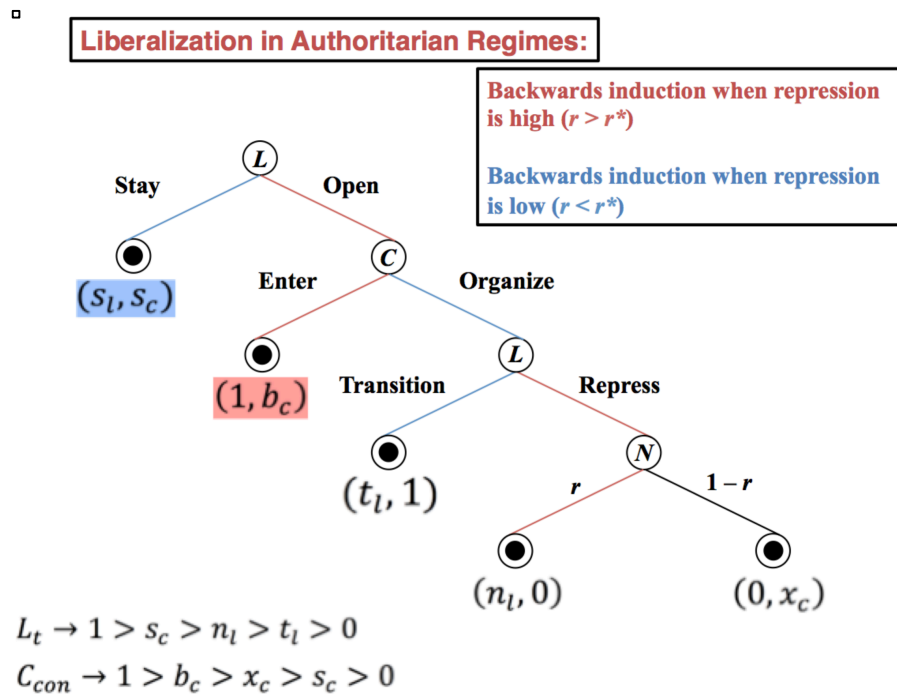 Liberalization in Authoritarian Regimes:
Backwards induction when repression
is high (r > r*)
Backwards induction when repression
is low (r < r*)
L
Stay
Open
C
(s_l, s_c)
Enter
Organize
L
(1, b_c)
Transition
Repress
N
(t_l, 1)
r
1 – r
(n_l, 0)
(0, x_c)
L_t → 1 > s_c > n_l > t_l > 0
C_con → 1 > b_c > x_c > s_c > 0